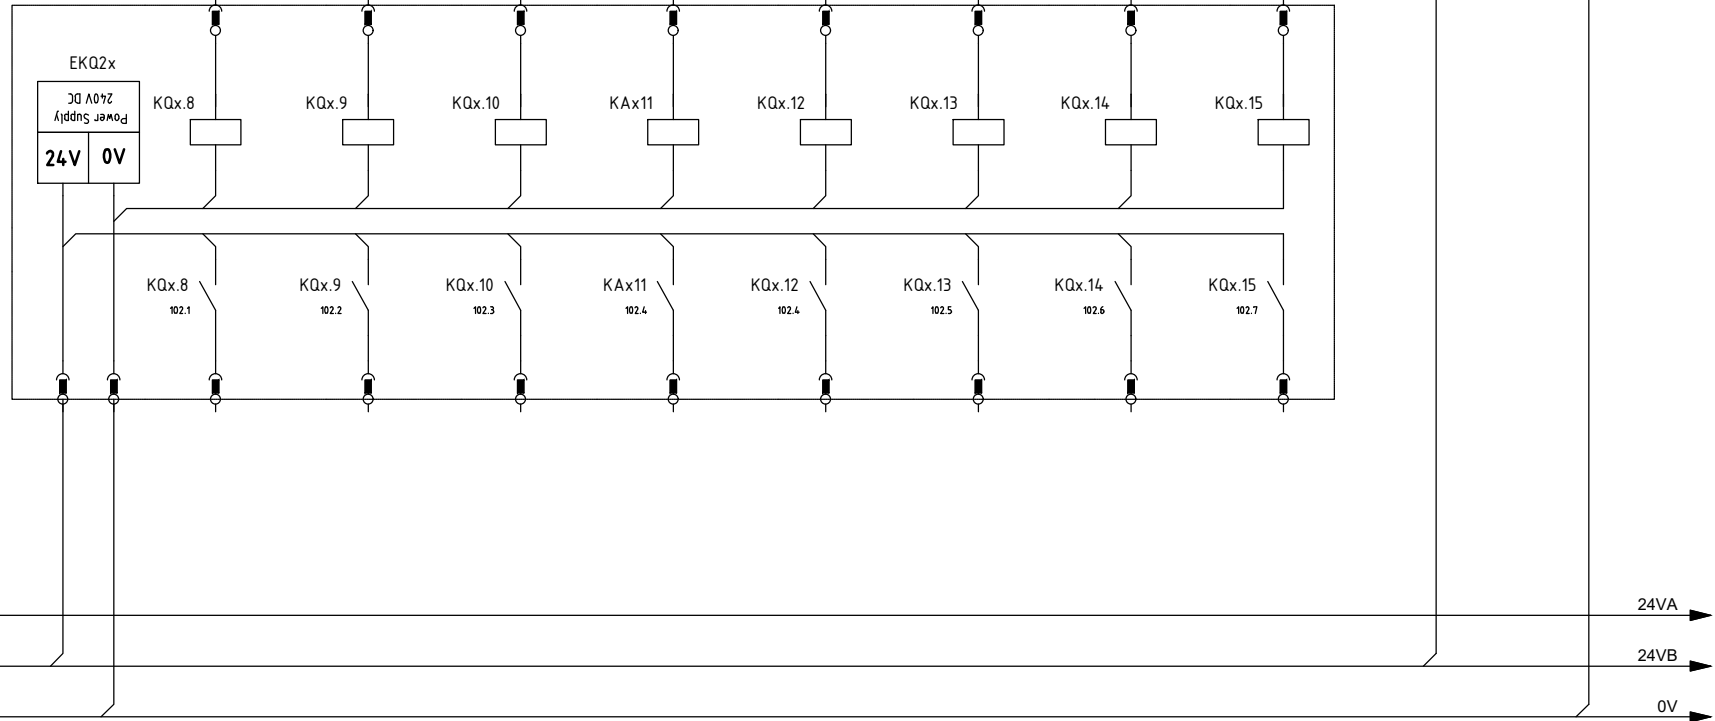 EKQ2x
Power Supply
240V DC
24V 0V
KQx.8 KQx.9 KQx.10 KAx11 KQx.12 KQx.13 KQx.14 KQx.15
KQx.8 KQx.9 KQx.10 KAx11 KQx.12 KQx.13 KQx.14 KQx.15
102.1 102.2 102.3 102.4 102.4 102.5 102.6 102.7
24VA
24VB
0V